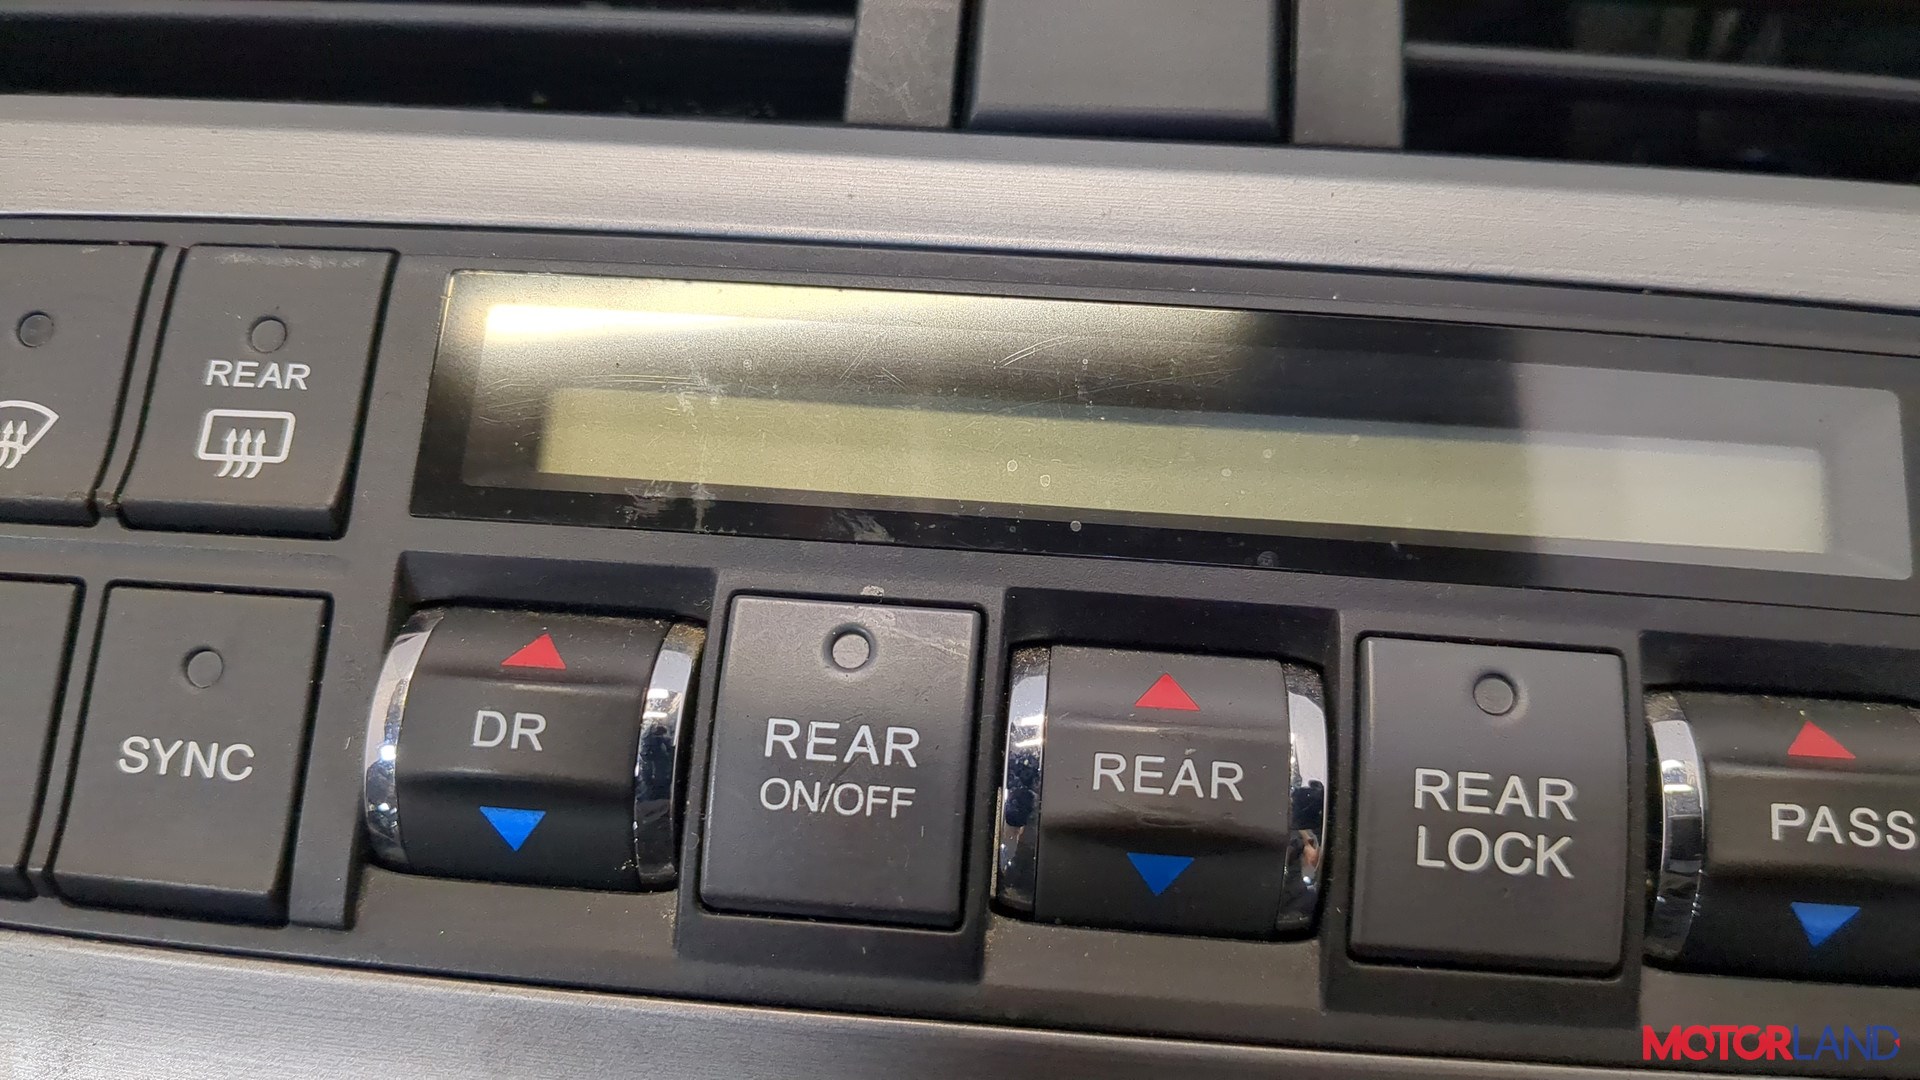 REAR
SYNC
DR
REAR
ON/OFF
REAR
REAR
LOCK
PASS
MOTORLAND